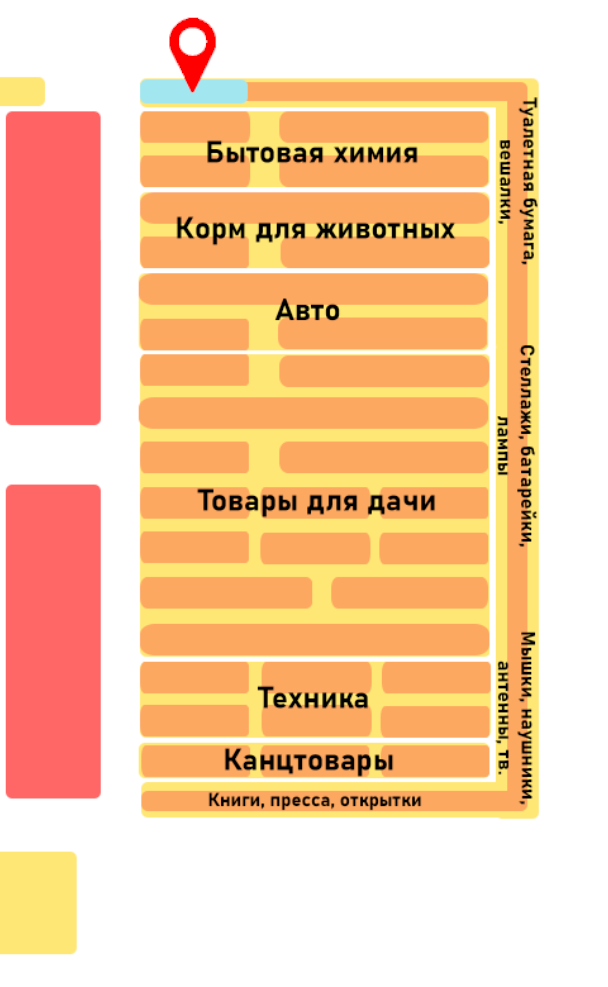 Бытовая химия
Корм для животных
Авто
Товары для дачи
Техника
Канцтовары
Книги, пресса, открытки
Туалетная бумага,
вешалки,
Стеллажи, батарейки,
лампы
Мышки, наушники,
антенны, тв.